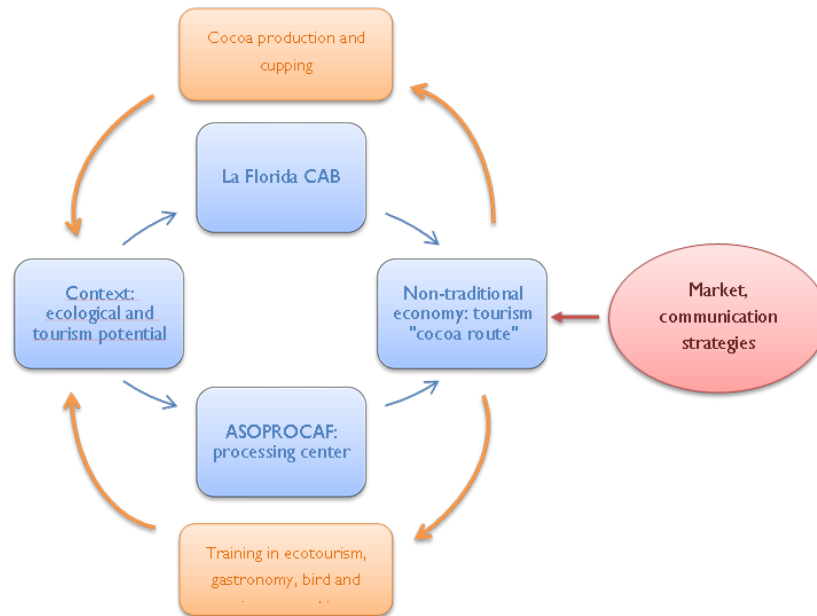 Cocoa production and
cupping
La Florida CAB
Context:
ecological and
tourism potential
Non-traditional
economy: tourism
"cocoa route"
Market,
communication
strategies
ASOPROCAF:
processing center
Training in ecotourism,
gastronomy, bird and